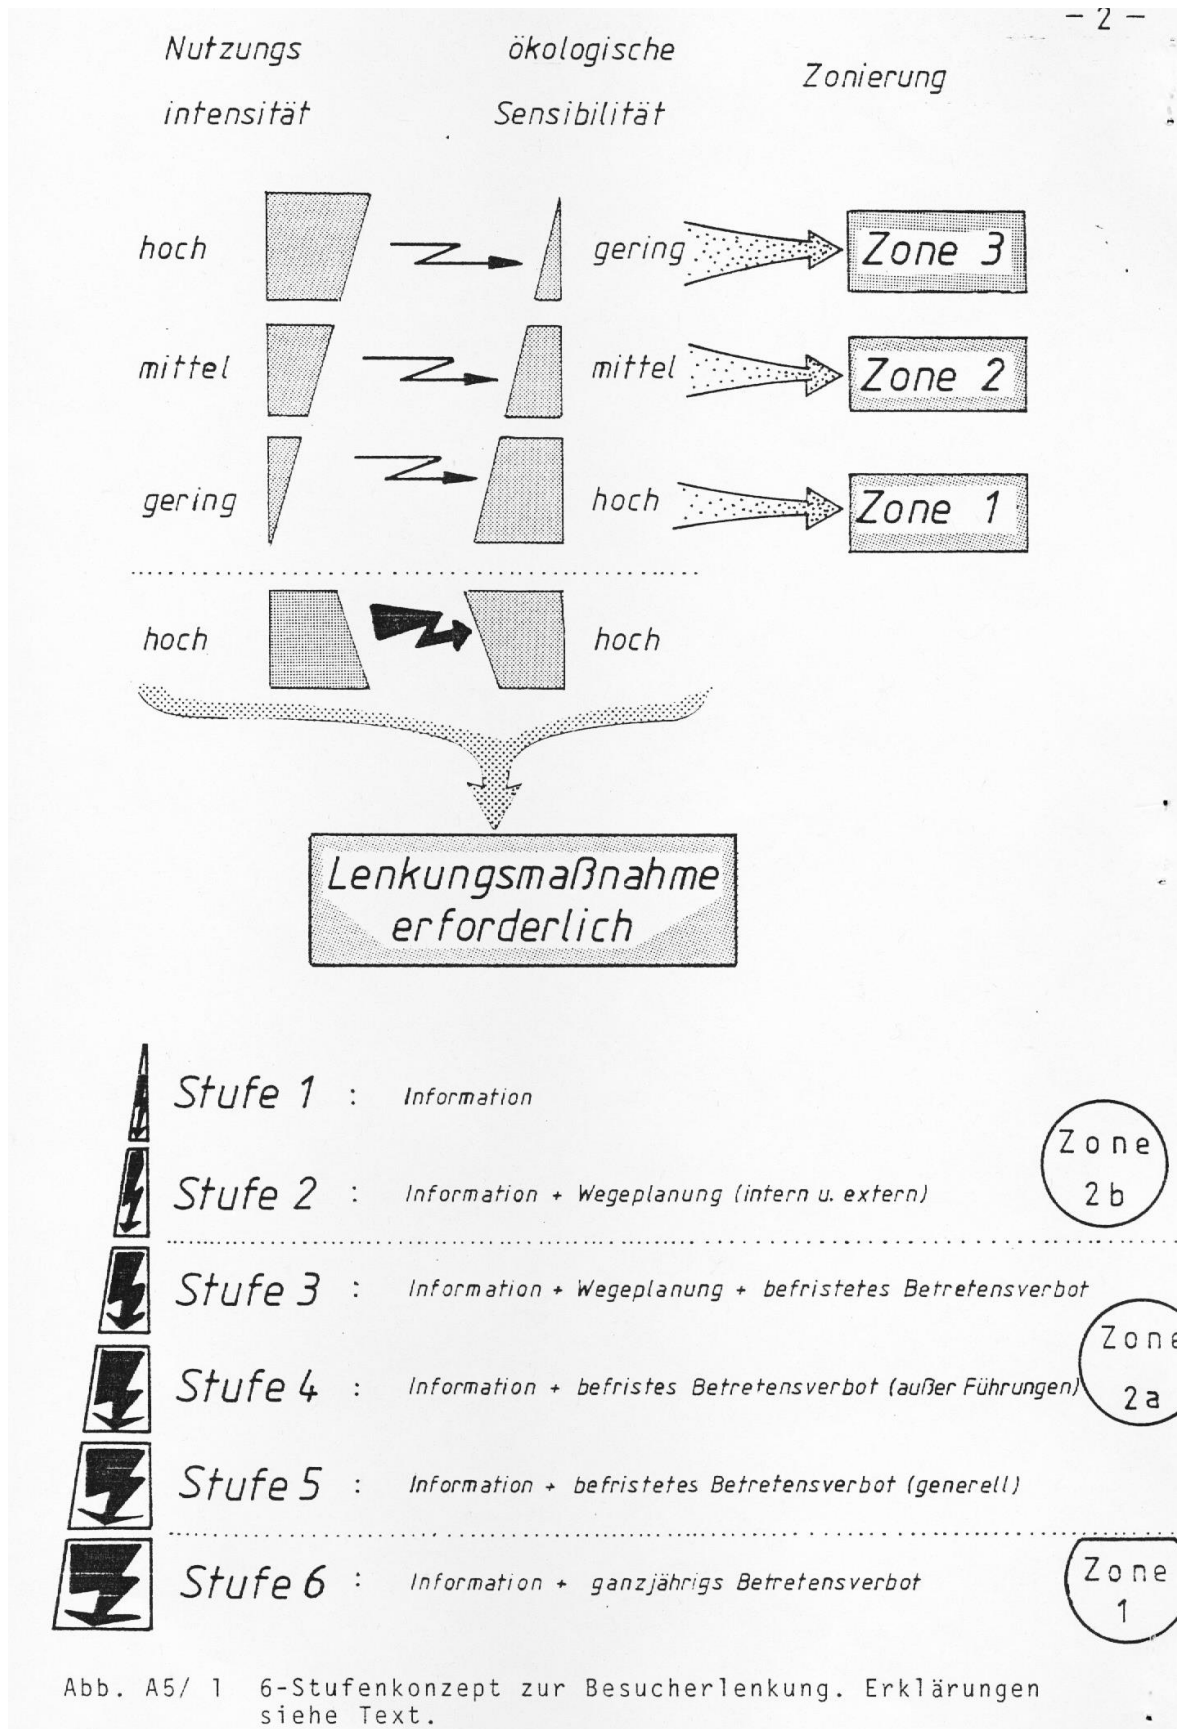 - 2 -
Nutzungs ökologische
Zonierung
intensität Sensibilität
hoch gering Zone 3
mittel mittel Zone 2
gering hoch Zone 1
hoch hoch
Lenkungsmaßnahme
erforderlich
Stufe 1 : Information
Zone
2b
Stufe 2 : Information + Wegeplanung (intern u. extern)
Stufe 3 : Information + Wegeplanung + befristetes Betretensverbot
Zone
2a
Stufe 4 : Information + befristes Betretensverbot (außer Führungen)
Stufe 5 : Information + befristetes Betretensverbot (generell)
Stufe 6 : Information + ganzjährigs Betretensverbot
Zone
1
Abb. A5/ 1 6-Stufenkonzept zur Besucherlenkung. Erklärungen
siehe Text.